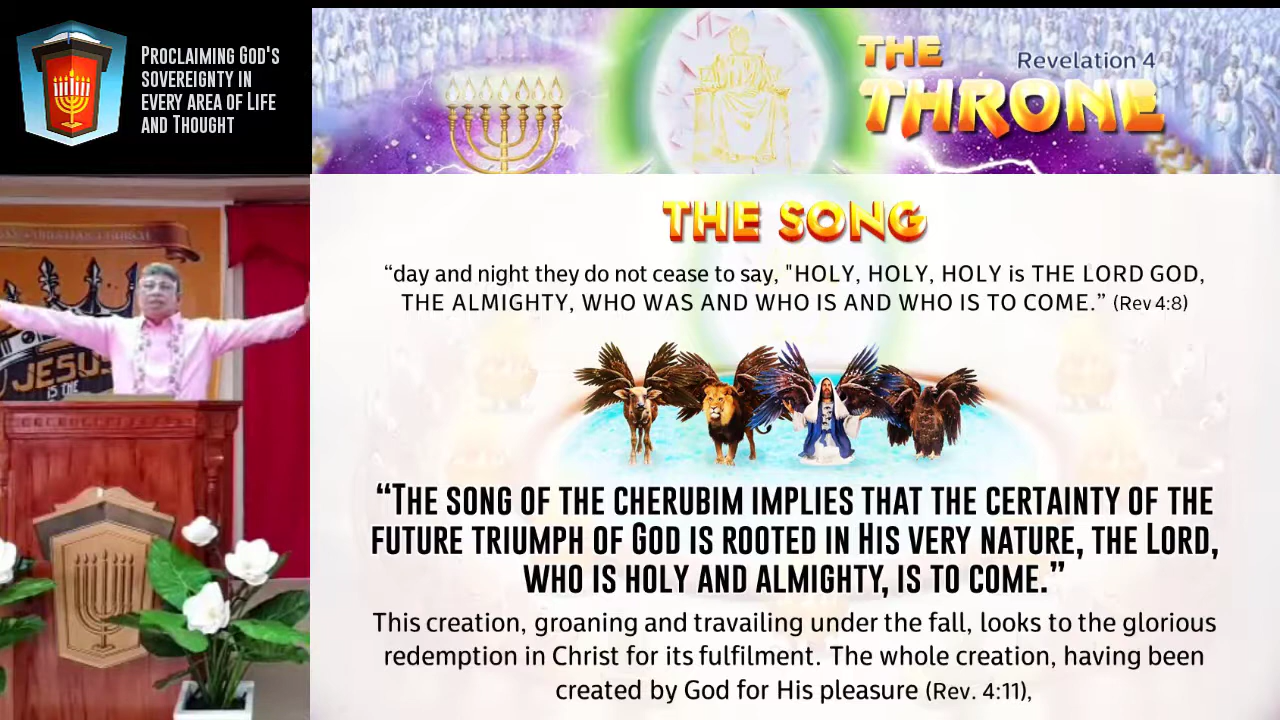 PROCLAIMING GOD'S
SOVEREIGNTY IN
EVERY AREA OF LIFE
AND THOUGHT
THE
Revelation 4
THRONE
JESUS
IS THE
THE SONG
“day and night they do not cease to say, "HOLY, HOLY, HOLY is THE LORD GOD,
THE ALMIGHTY, WHO WAS AND WHO IS AND WHO IS TO COME.” (Rev 4:8)
“THE SONG OF THE CHERUBIM IMPLIES THAT THE CERTAINTY OF THE
FUTURE TRIUMPH OF GOD IS ROOTED IN HIS VERY NATURE, THE LORD,
WHO IS HOLY AND ALMIGHTY, IS TO COME.”
This creation, groaning and travailing under the fall, looks to the glorious
redemption in Christ for its fulfilment. The whole creation, having been
created by God for His pleasure (Rev. 4:11),